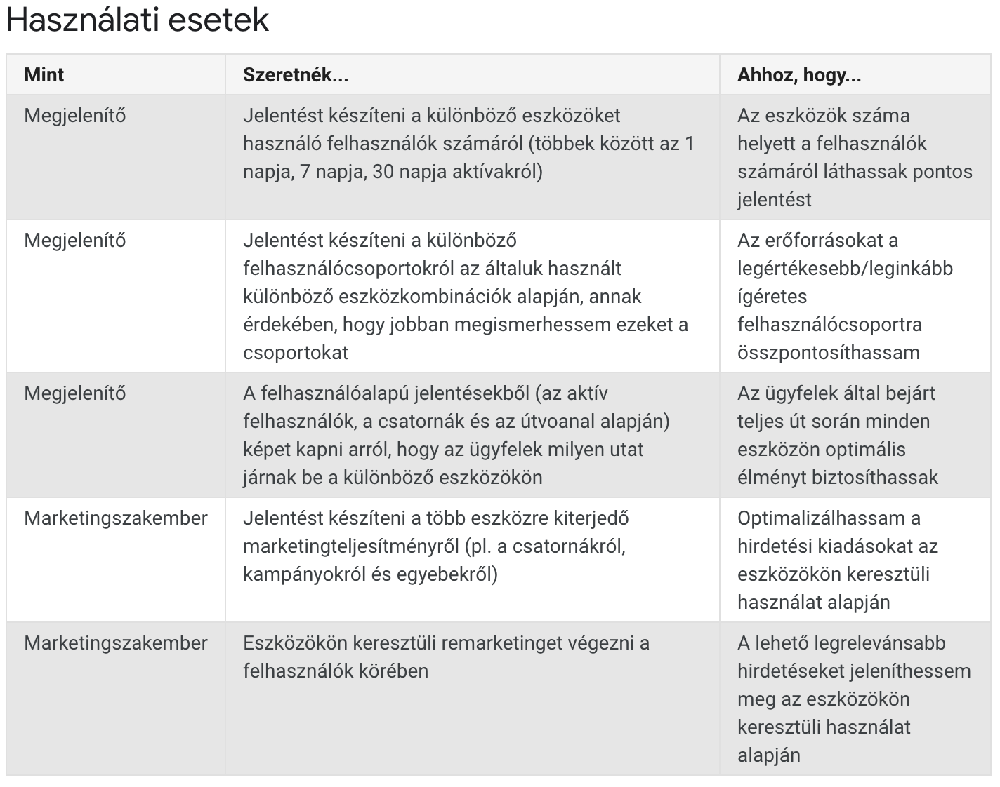 Használati esetek
Mint
Szeretnék...
Ahhoz, hogy...
Megjelenítő
Jelentést készíteni a különböző eszközöket
használó felhasználók számáról (többek között az 1
napja, 7 napja, 30 napja aktívakról)
Az eszközök száma
helyett a felhasználók
számáról láthassak pontos
jelentést
Megjelenítő
Jelentést készíteni a különböző
felhasználócsoportokról az általuk használt
különböző eszközkombinációk alapján, annak
érdekében, hogy jobban megismerhessem ezeket a
csoportokat
Az erőforrásokat a
legértékesebb/leginkább
ígéretes
felhasználócsoportra
összpontosíthassam
Megjelenítő
A felhasználóalapú jelentésekből (az aktív
felhasználók, a csatornák és az útvoanal alapján)
képet kapni arról, hogy az ügyfelek milyen utat
járnak be a különböző eszközökön
Az ügyfelek által bejárt
teljes út során minden
eszközön optimális
élményt biztosíthassak
Marketingszakember
Jelentést készíteni a több eszközre kiterjedő
marketingteljesítményről (pl. a csatornákról,
kampányokról és egyebekről)
Optimalizálhassam a
hirdetési kiadásokat az
eszközökön keresztüli
használat alapján
Marketingszakember
Eszközökön keresztüli remarketinget végezni a
felhasználók körében
A lehető legrelevánsabb
hirdetéseket jeleníthessem
meg az eszközökön
keresztüli használat
alapján